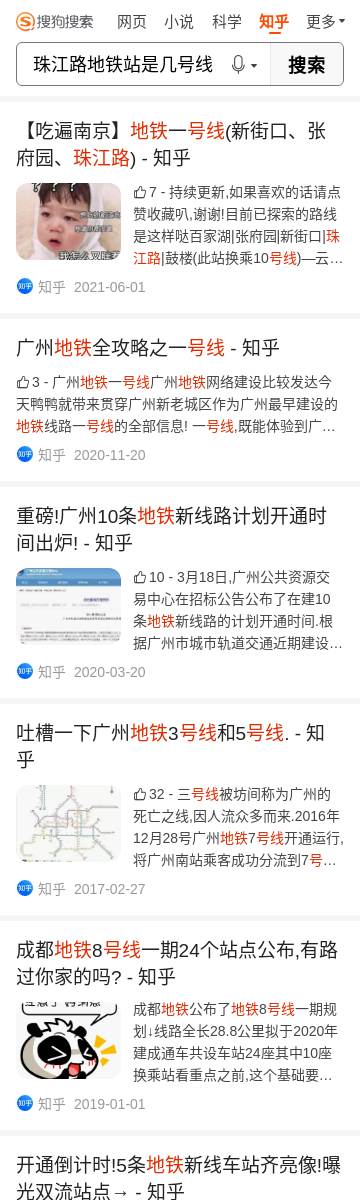 搜狗搜索 网页 小说 科学 知乎 更多
珠江路地铁站是几号线 搜索
【吃遍南京】地铁一号线(新街口、张
府园、珠江路) - 知乎
7 - 持续更新,如果喜欢的话请点
赞收藏叭,谢谢!目前已探索的路线
是这样哒百家湖|张府园|新街口|珠
江路|鼓楼(此站换乘10号线)—云…
知乎 2021-06-01
广州地铁全攻略之一号线 - 知乎
3 - 广州地铁一号线广州地铁网络建设比较发达今
天鸭鸭就带来贯穿广州新老城区作为广州最早建设的
地铁线路一号线的全部信息! 一号线,既能体验到广…
知乎 2020-11-20
重磅!广州10条地铁新线路计划开通时
间出炉! - 知乎
10 - 3月18日,广州公共资源交
易中心在招标公告公布了在建10
条地铁新线路的计划开通时间.根
据广州市城市轨道交通近期建设…
知乎 2020-03-20
吐槽一下广州地铁3号线和5号线. - 知
乎
32 - 三号线被坊间称为广州的
死亡之线,因人流众多而来.2016年
12月28号广州地铁7号线开通运行,
将广州南站乘客成功分流到7号…
知乎 2017-02-27
成都地铁8号线一期24个站点公布,有路
过你家的吗? - 知乎
成都地铁公布了地铁8号线一期规
划↓线路全长28.8公里拟于2020年
建成通车共设车站24座其中10座
换乘站看重点之前,这个基础要…
知乎 2019-01-01
开通倒计时!5条地铁新线车站齐亮像!曝
光双流站点→ - 知乎